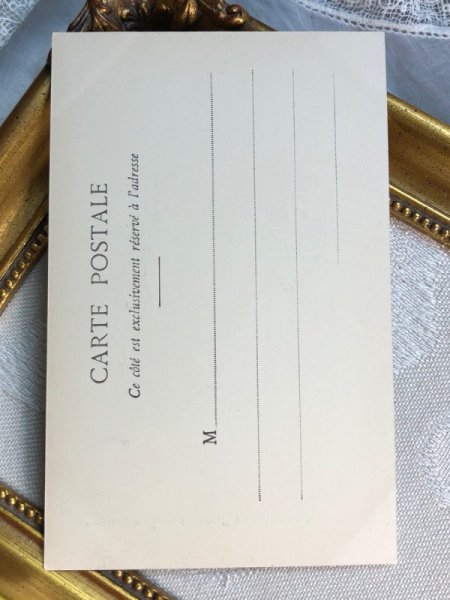 CARTE POSTALE
Ce côté est exclusivement réservé à l'adresse
M